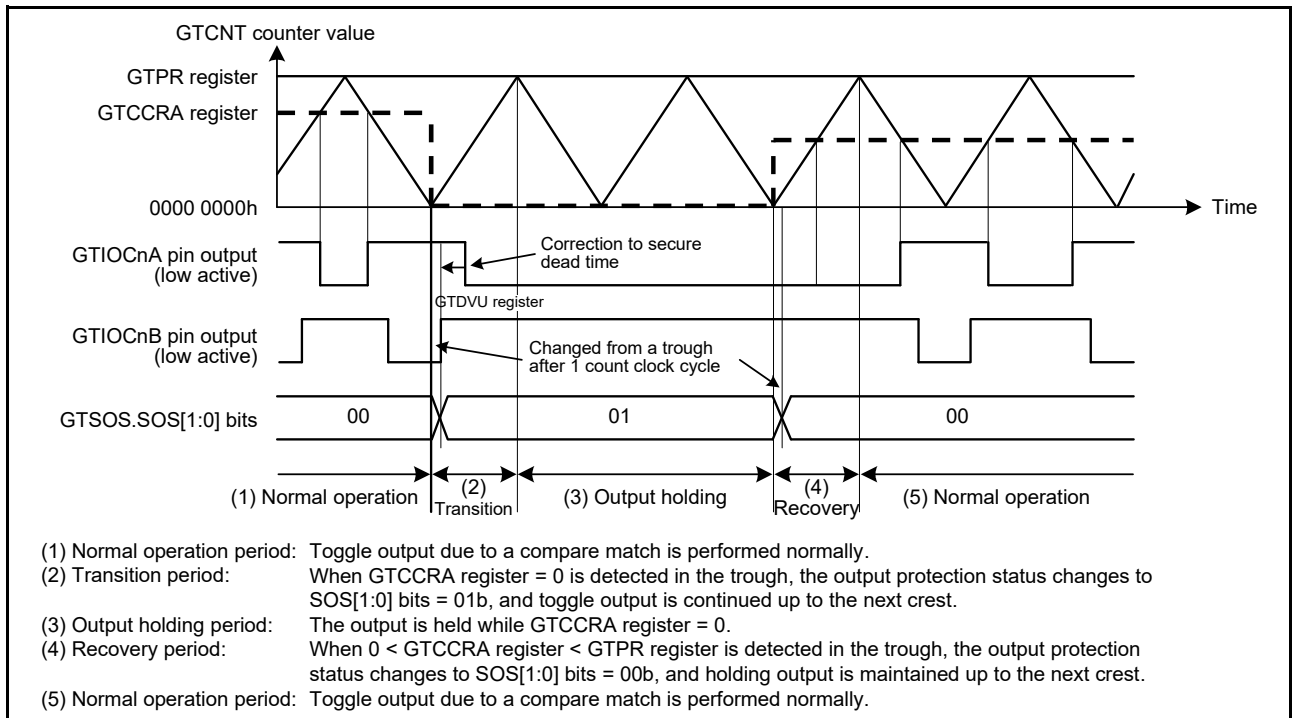 GTCNT counter value
GTPR register
GTCCRA register
0000 0000h
Time
GTIOCnA pin output
(low active)
Correction to secure
dead time
GTDVU register
GTIOCnB pin output
(low active)
Changed from a trough
after 1 count clock cycle
GTSOS.SOS[1:0] bits
00
01
00
(1) Normal operation
(2)
Transition
(3) Output holding
(4)
Recovery
(5) Normal operation
(1) Normal operation period: Toggle output due to a compare match is performed normally.
(2) Transition period: When GTCCRA register = 0 is detected in the trough, the output protection status changes to
SOS[1:0] bits = 01b, and toggle output is continued up to the next crest.
(3) Output holding period: The output is held while GTCCRA register = 0.
(4) Recovery period: When 0 < GTCCRA register < GTPR register is detected in the trough, the output protection
status changes to SOS[1:0] bits = 00b, and holding output is maintained up to the next crest.
(5) Normal operation period: Toggle output due to a compare match is performed normally.